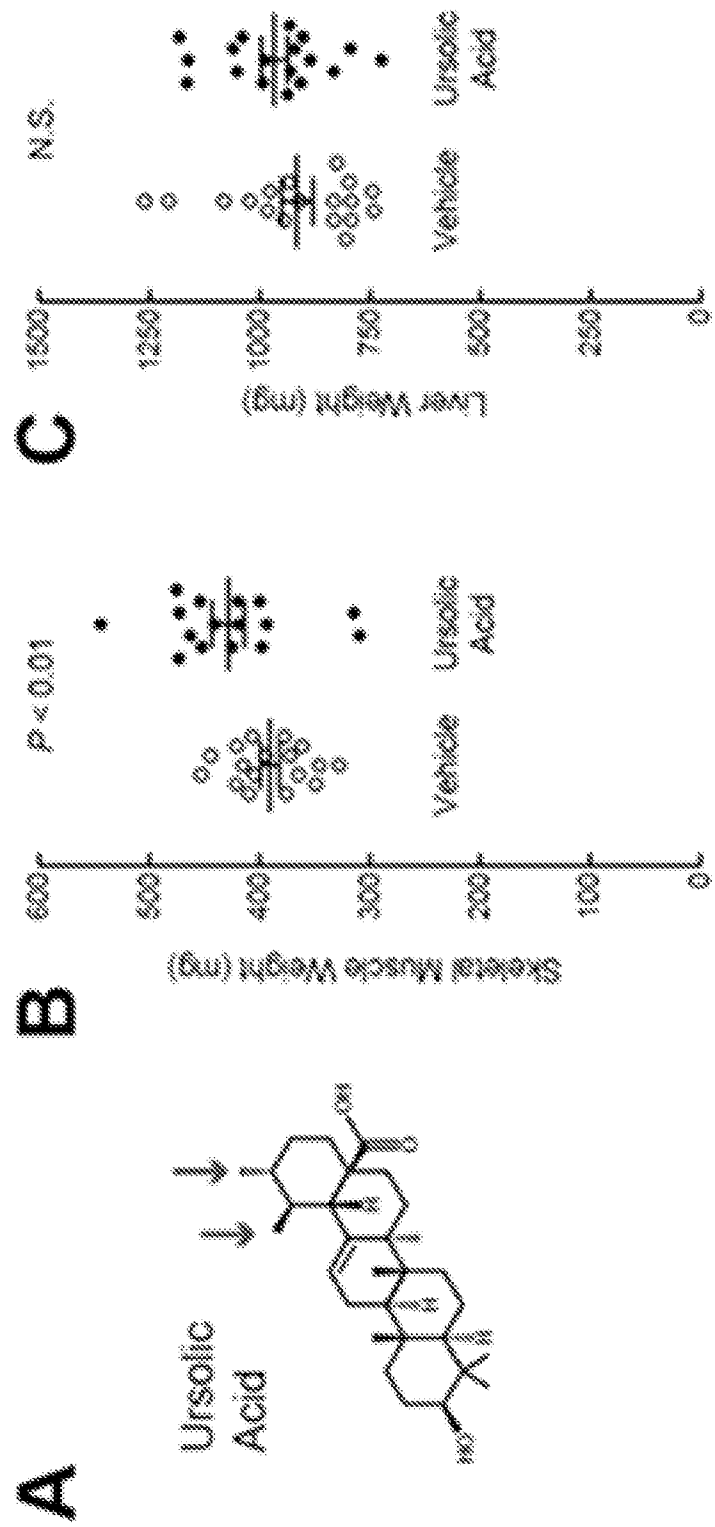 A
Ursolic
Acid
HO
H
H
H
O
OH
B
P < 0.01
Skeletal Muscle Weight (mg)
600
500
400
300
200
100
0
Vehicle
Ursolic
Acid
C
N.S.
Liver Weight (mg)
1500
1250
1000
750
500
250
0
Vehicle
Ursolic
Acid